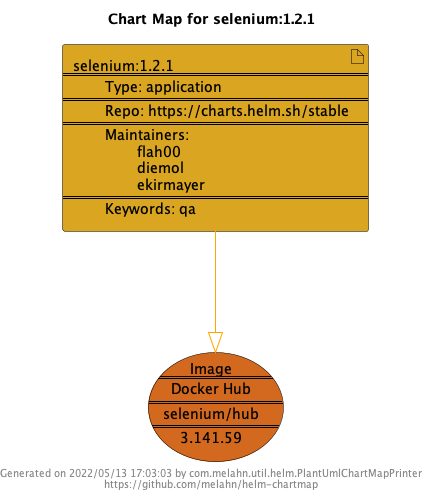 Chart Map for selenium:1.2.1
selenium:1.2.1
Type: application
Repo: https://charts.helm.sh/stable
Maintainers:
flah00
diemol
ekirmayer
Keywords: qa
Image
Docker Hub
selenium/hub
3.141.59
Generated on 2022/05/13 17:03:03 by com.melahn.util.helm.PlantUmlChartMapPrinter
https://github.com/melahn/helm-chartmap